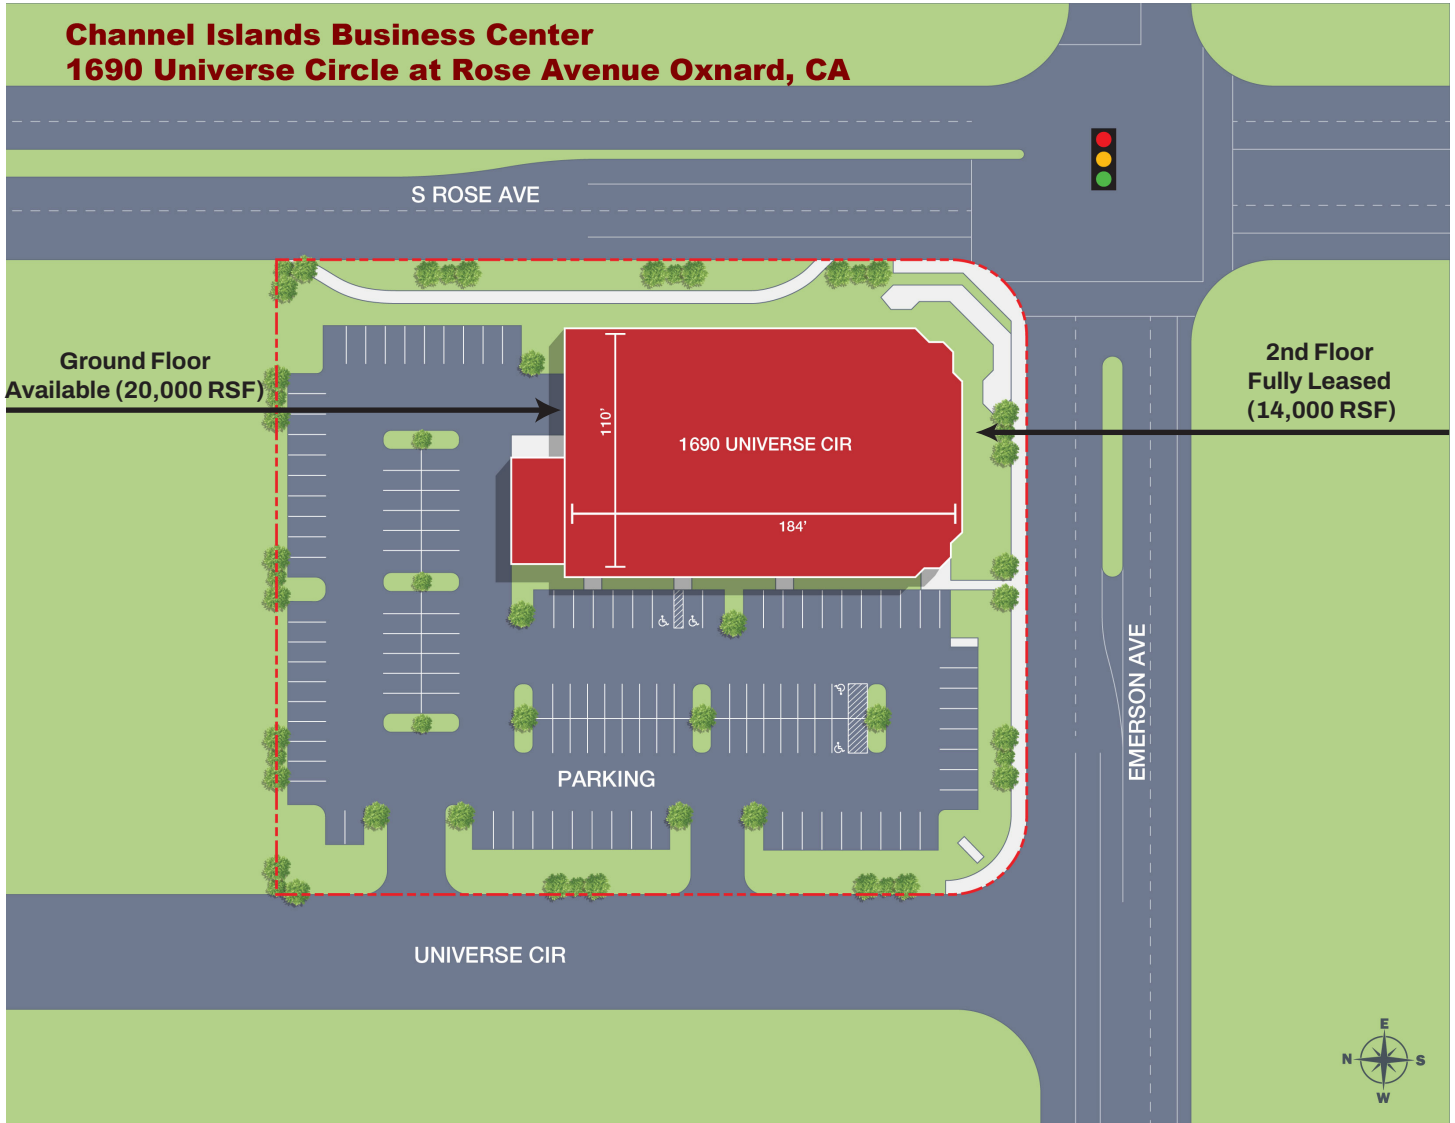 Channel Islands Business Center
1690 Universe Circle at Rose Avenue Oxnard, CA
S ROSE AVE
Ground Floor
Available (20,000 RSF)
2nd Floor
Fully Leased
(14,000 RSF)
110'
1690 UNIVERSE CIR
184'
EMERSON AVE
PARKING
UNIVERSE CIR
E
N
S
W